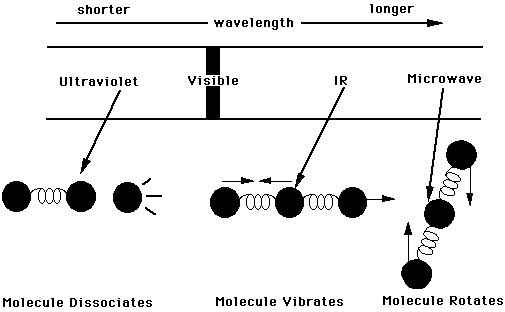 shorter
wavelength
longer
Ultraviolet
Visible
IR
Microwave
Molecule Dissociates
Molecule Vibrates
Molecule Rotates